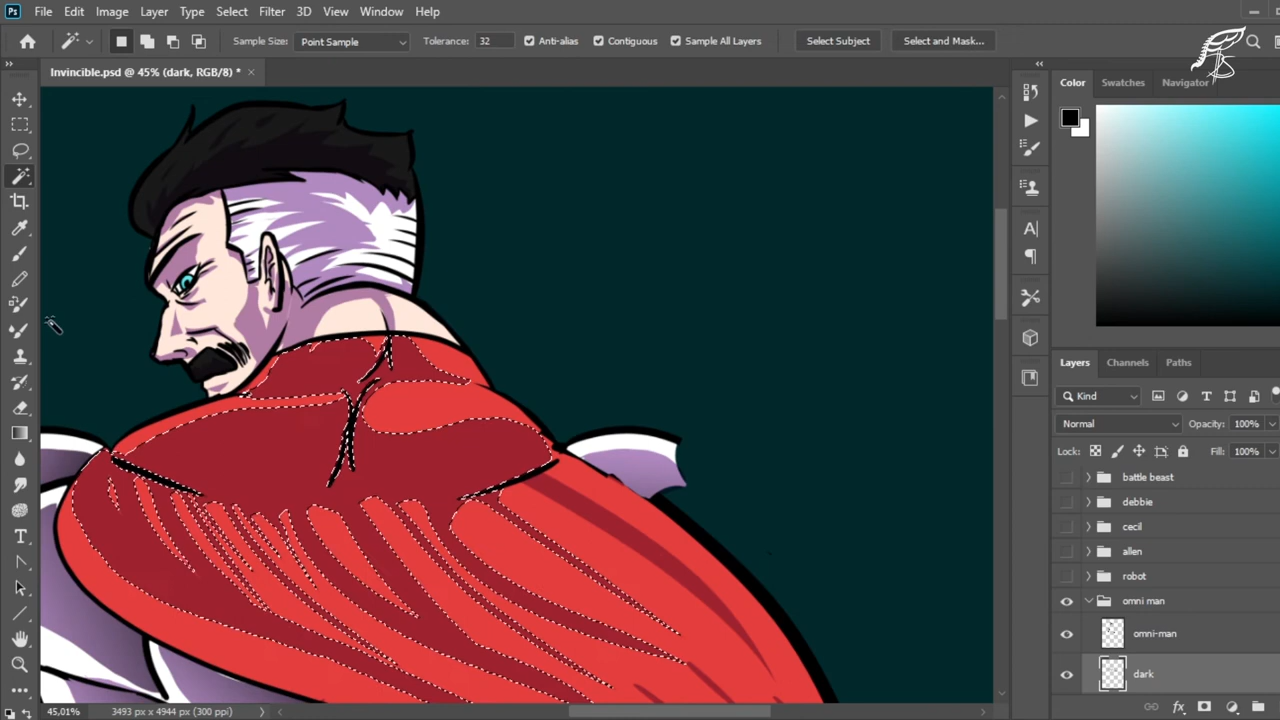 Ps File Edit Image Layer Type Select Filter 3D View Window Help
Sample Size: Point Sample Tolerance: 32 Anti-alias Contiguous Sample All Layers Select Subject Select and Mask...
Invincible.psd @ 45% (dark, RGB/8) * ×
Color Swatches Navigator
Layers Channels Paths
Kind
Normal Opacity: 100%
Lock: Fill: 100%
battle beast
debbie
cecil
allen
robot
omni man
omni-man
dark
45,01% 3493 px x 4944 px (300 ppi)